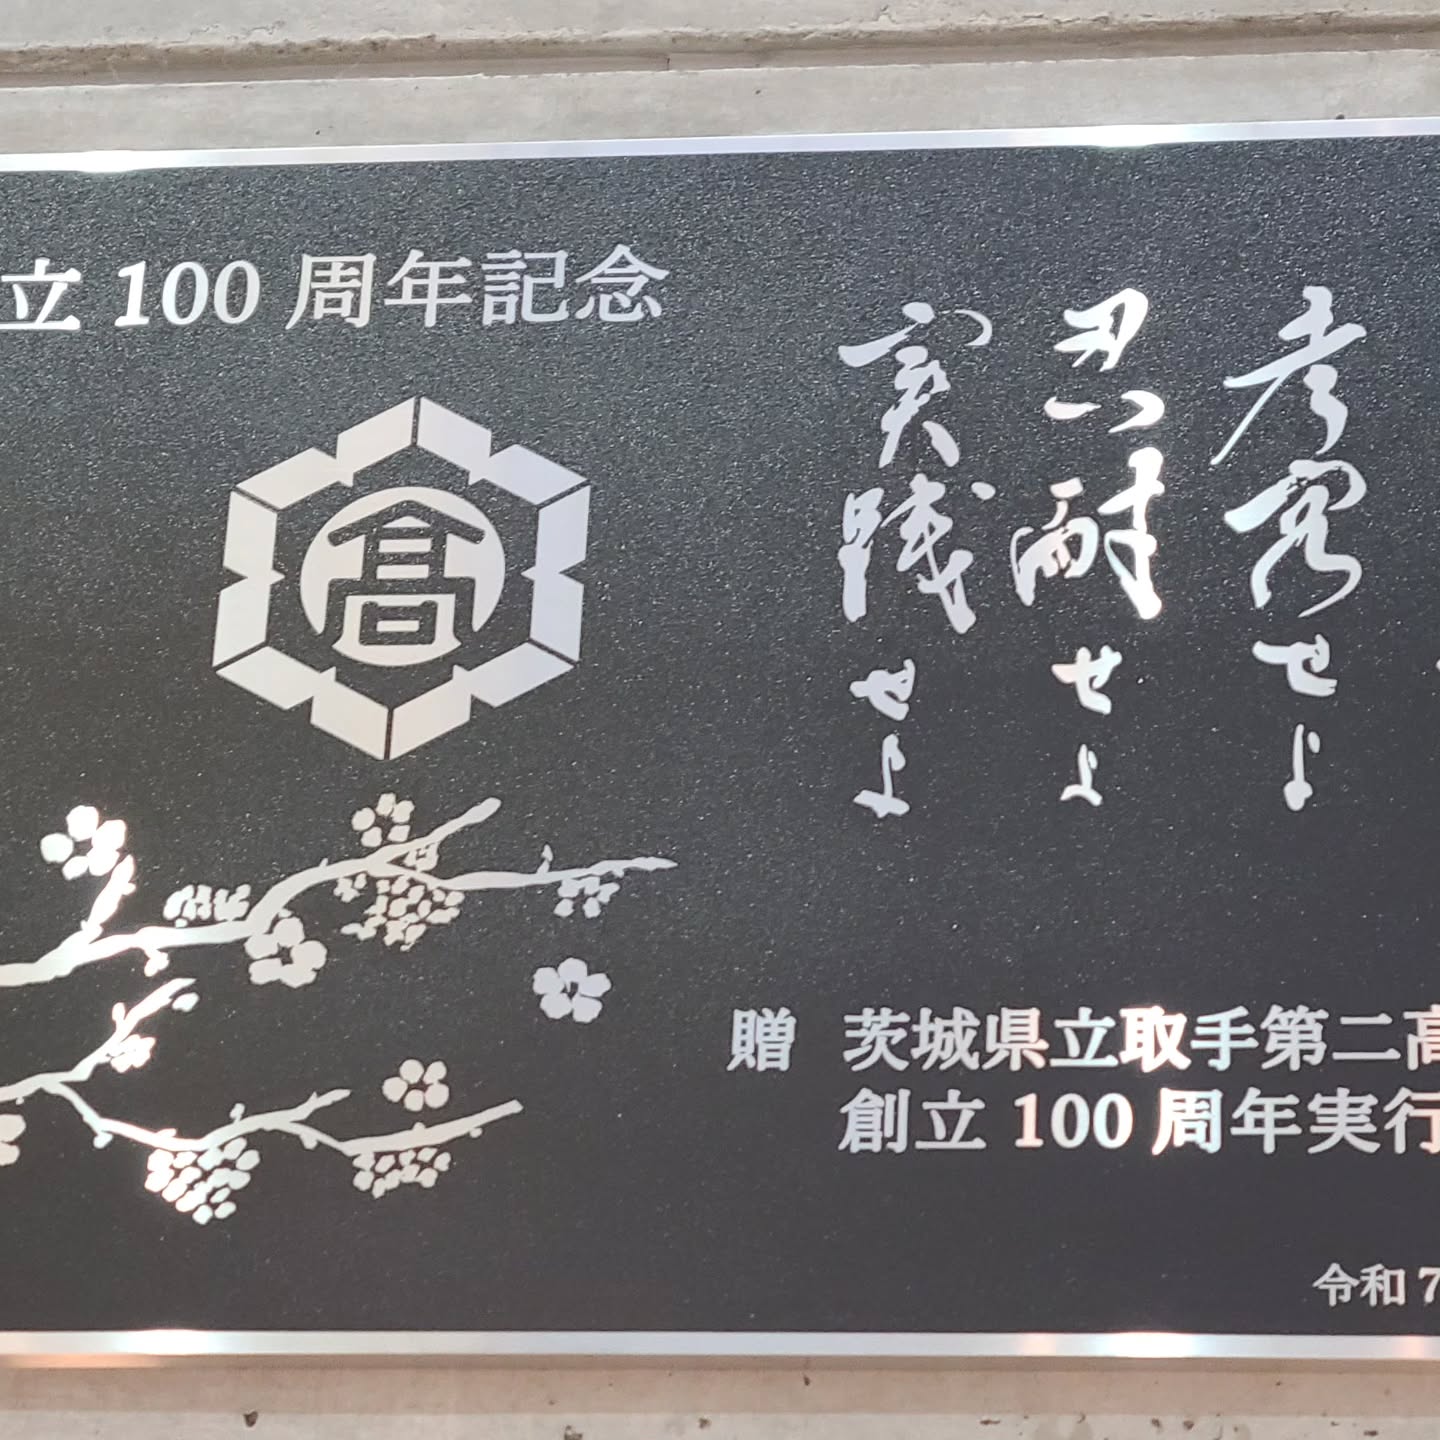 立 100 周年記念
高
考 せよ
忍耐せよ
実践せよ
贈 茨城県立取手第二高
創立 100 周年実行
令和 7